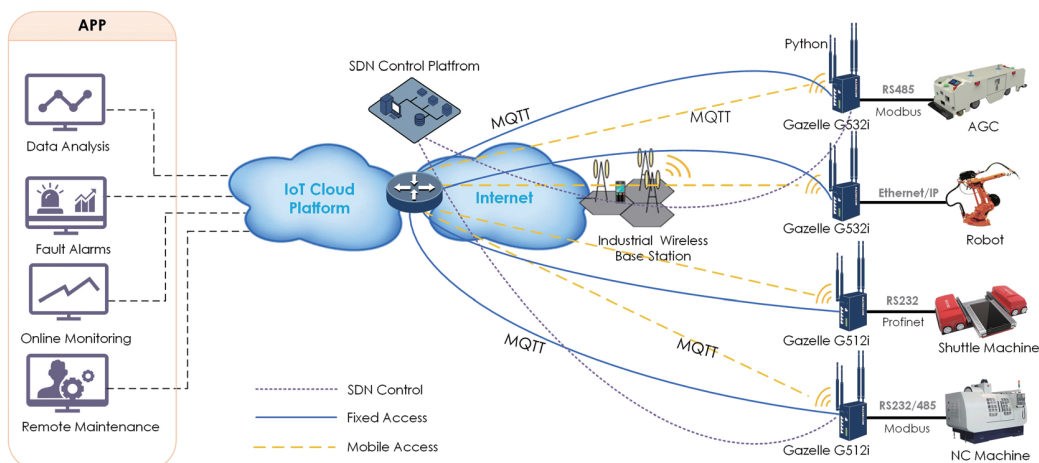 APP
Data Analysis
Fault Alarms
Online Monitoring
Remote Maintenance
SDN Control Platfrom
IoT Cloud
Platform
Internet
MQTT
MQTT
MQTT
MQTT
Industrial Wireless
Base Station
Python
Gazelle G532i
RS485
Modbus
AGC
Gazelle G532i
Ethernet/IP
Robot
Gazelle G512i
RS232
Profinet
Shuttle Machine
Gazelle G512i
RS232/485
Modbus
NC Machine
SDN Control
Fixed Access
Mobile Access